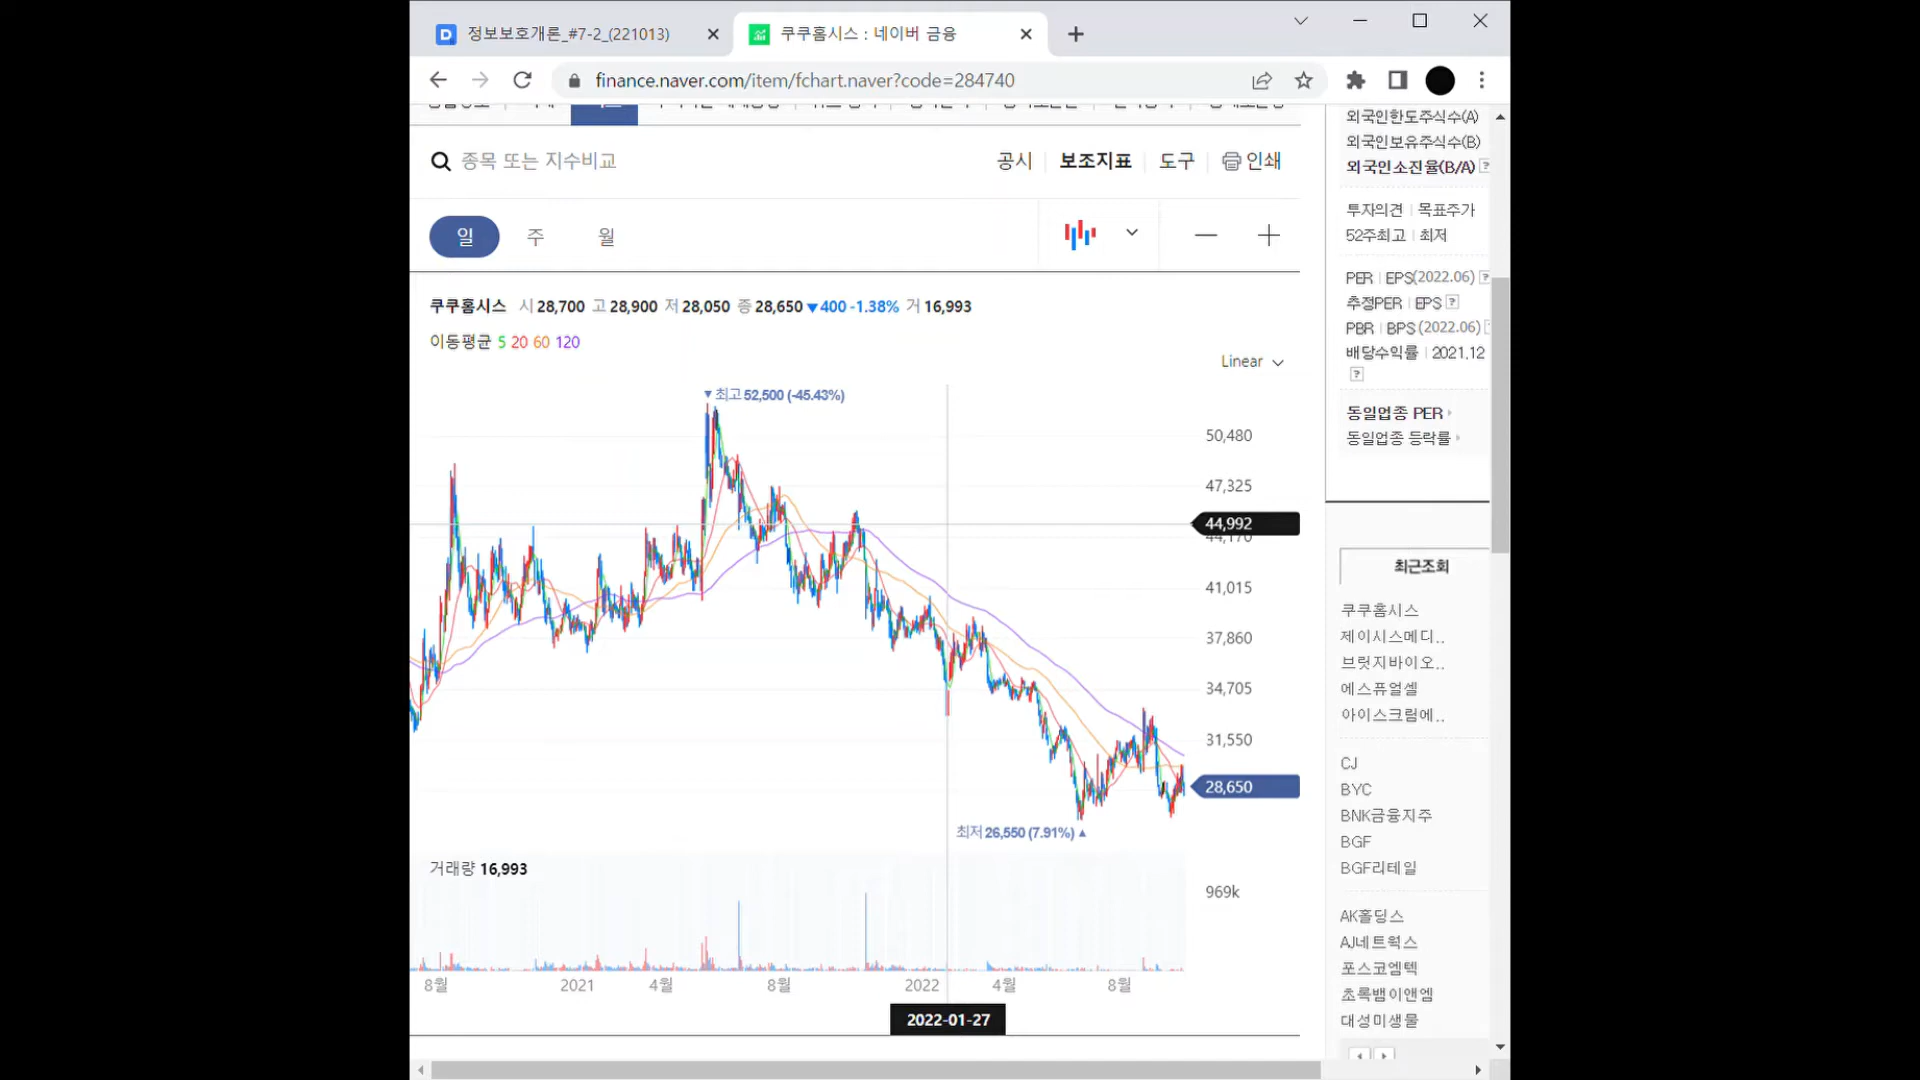 정보보호개론_#7-2_(221013)
쿠쿠홈시스 : 네이버 금융
finance.naver.com/item/fchart.naver?code=284740
종목 또는 지수비교
공시 보조지표 도구 인쇄
일 주 월
쿠쿠홈시스 시 28,700 고 28,900 저 28,050 종 28,650 ▼400 -1.38% 거 16,993
이동평균 5 20 60 120
Linear
▼최고 52,500 (-45.43%)
50,480
47,325
44,992
44,170
41,015
37,860
34,705
31,550
28,650
최저 26,550 (7.91%) ▲
거래량 16,993
969k
8월 2021 4월 8월 2022 4월 8월
2022-01-27
외국인한도주식수(A)
외국인보유주식수(B)
외국인소진율(B/A) ?
투자의견 | 목표주가
52주최고 | 최저
PER | EPS(2022.06) ?
추정PER | EPS ?
PBR | BPS (2022.06) ?
배당수익률 | 2021.12
?
동일업종 PER
동일업종 등락률
최근조회
쿠쿠홈시스
제이시스메디..
브릿지바이오..
에스퓨얼셀
아이스크림에..
CJ
BYC
BNK금융지주
BGF
BGF리테일
AK홀딩스
AJ네트웍스
포스코엠텍
초록뱀이앤엠
대성미생물